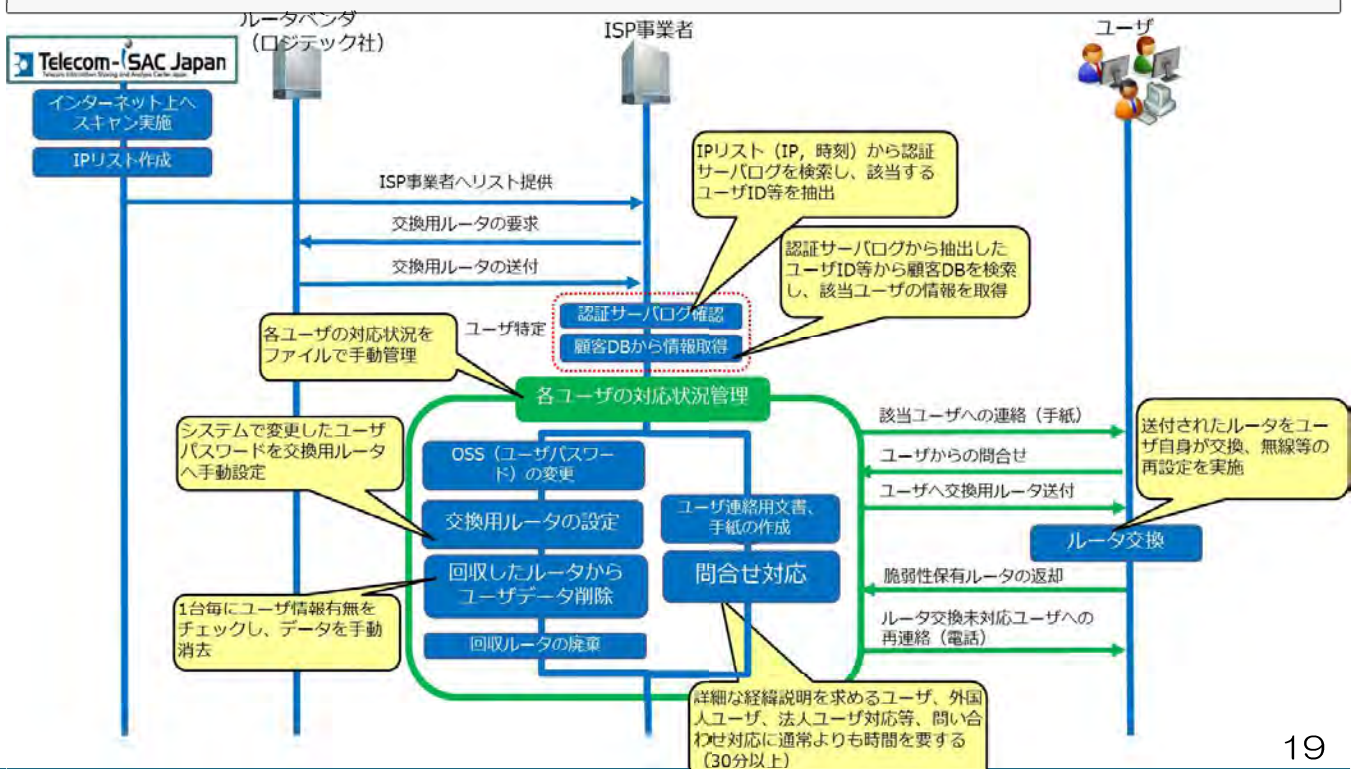 ルータベンダ
（ロジテック社）
ISP事業者
ユーザ
Telecom-ISAC Japan
インターネット上へ
スキャン実施
IPリスト作成
IPリスト（IP，時刻）から認証
サーバログを検索し、該当する
ユーザID等を抽出
ISP事業者へリスト提供
交換用ルータの要求
交換用ルータの送付
認証サーバログから抽出した
ユーザID等から顧客DBを検索
し、該当ユーザの情報を取得
ユーザ特定
認証サーバログ確認
顧客DBから情報取得
各ユーザの対応状況を
ファイルで手動管理
各ユーザの対応状況管理
システムで変更したユーザ
パスワードを交換用ルータ
へ手動設定
OSS（ユーザパスワー
ド）の変更
交換用ルータの設定
回収したルータから
ユーザデータ削除
回収ルータの廃棄
1台毎にユーザ情報有無を
チェックし、データを手動
消去
ユーザ連絡用文書、
手紙の作成
問合せ対応
詳細な経緯説明を求めるユーザ、外国
人ユーザ、法人ユーザ対応等、問い合
わせ対応に通常よりも時間を要する
（30分以上）
該当ユーザへの連絡（手紙）
ユーザからの問合せ
ユーザへ交換用ルータ送付
送付されたルータをユー
ザ自身が交換、無線等の
再設定を実施
ルータ交換
脆弱性保有ルータの返却
ルータ交換未対応ユーザへの
再連絡（電話）
19